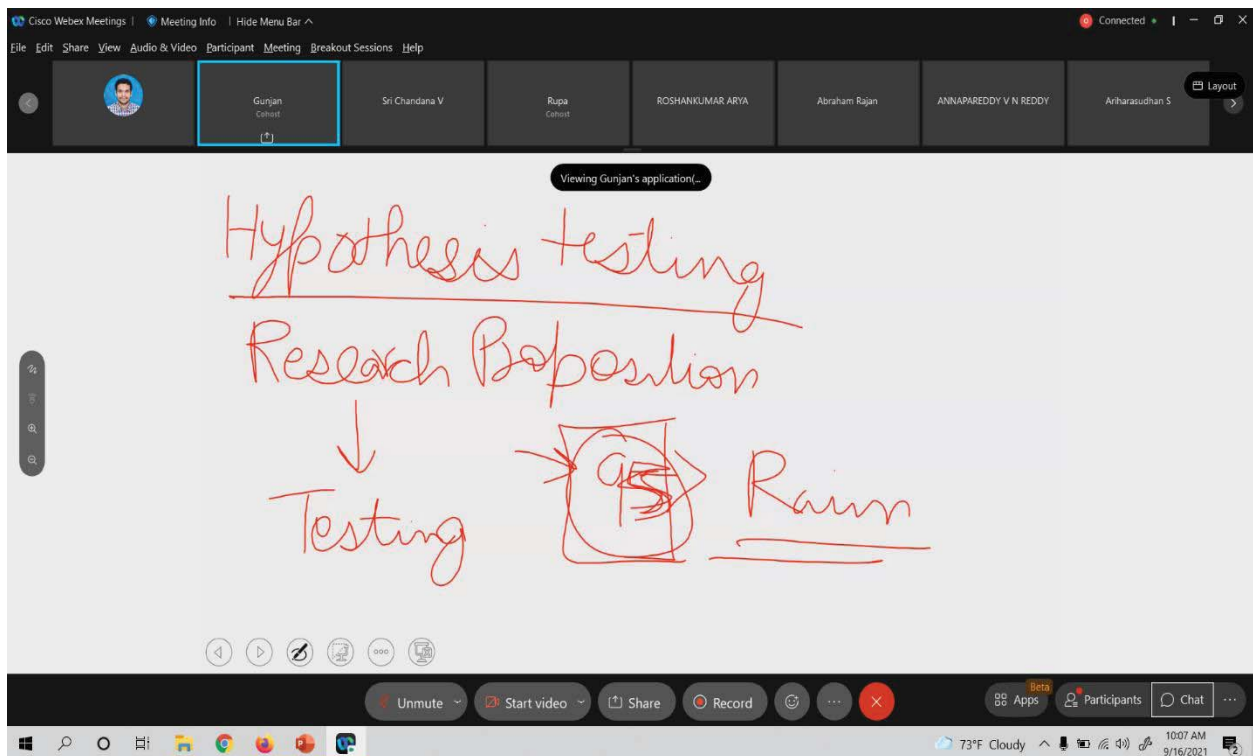 Cisco Webex Meetings | Meeting Info | Hide Menu Bar
Connected
File Edit Share View Audio & Video Participant Meeting Breakout Sessions Help
Gunjan
Cohost
Sri Chandana V
Rupa
Cohost
ROSHANKUMAR ARYA
Abraham Rajan
ANNAPAREDDY V N REDDY
Ariharasudhan S
Layout
Viewing Gunjan's application(...
Hypothesis testing
Research Proposition
Testing
Rain
Unmute Start video Share Record
Beta
Apps Participants Chat
73°F Cloudy
10:07 AM
9/16/2021
2